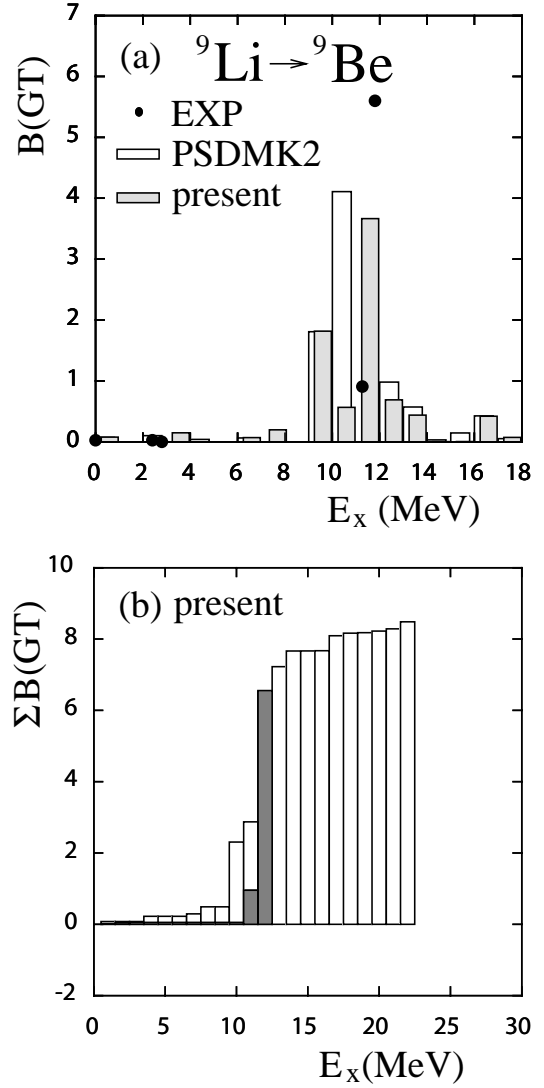 (a) ⁹Li→⁹Be
• EXP
PSDMK2
present
B(GT)
7
6
5
4
3
2
1
0
0 2 4 6 8 10 12 14 16 18
Eₓ (MeV)
(b) present
ΣB(GT)
10
8
6
4
2
0
-2
0 5 10 15 20 25 30
Eₓ(MeV)